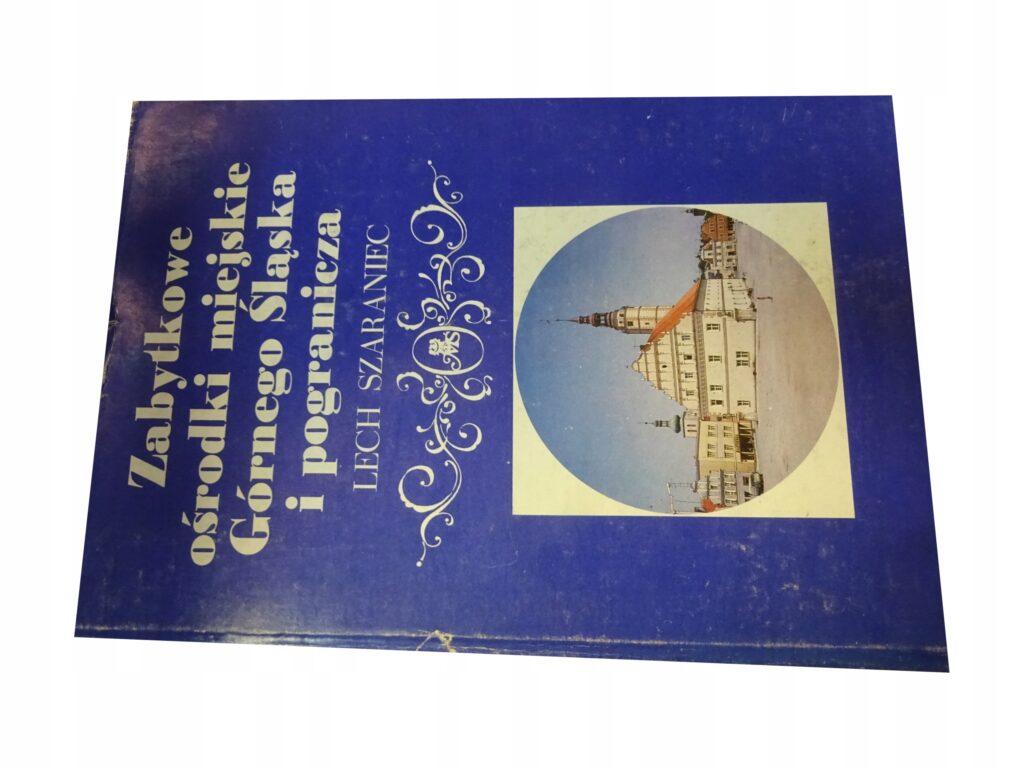 Zabytkowe
ośrodki miejskie
Górnego Śląska
i pogranicza
LECH SZARANIEC